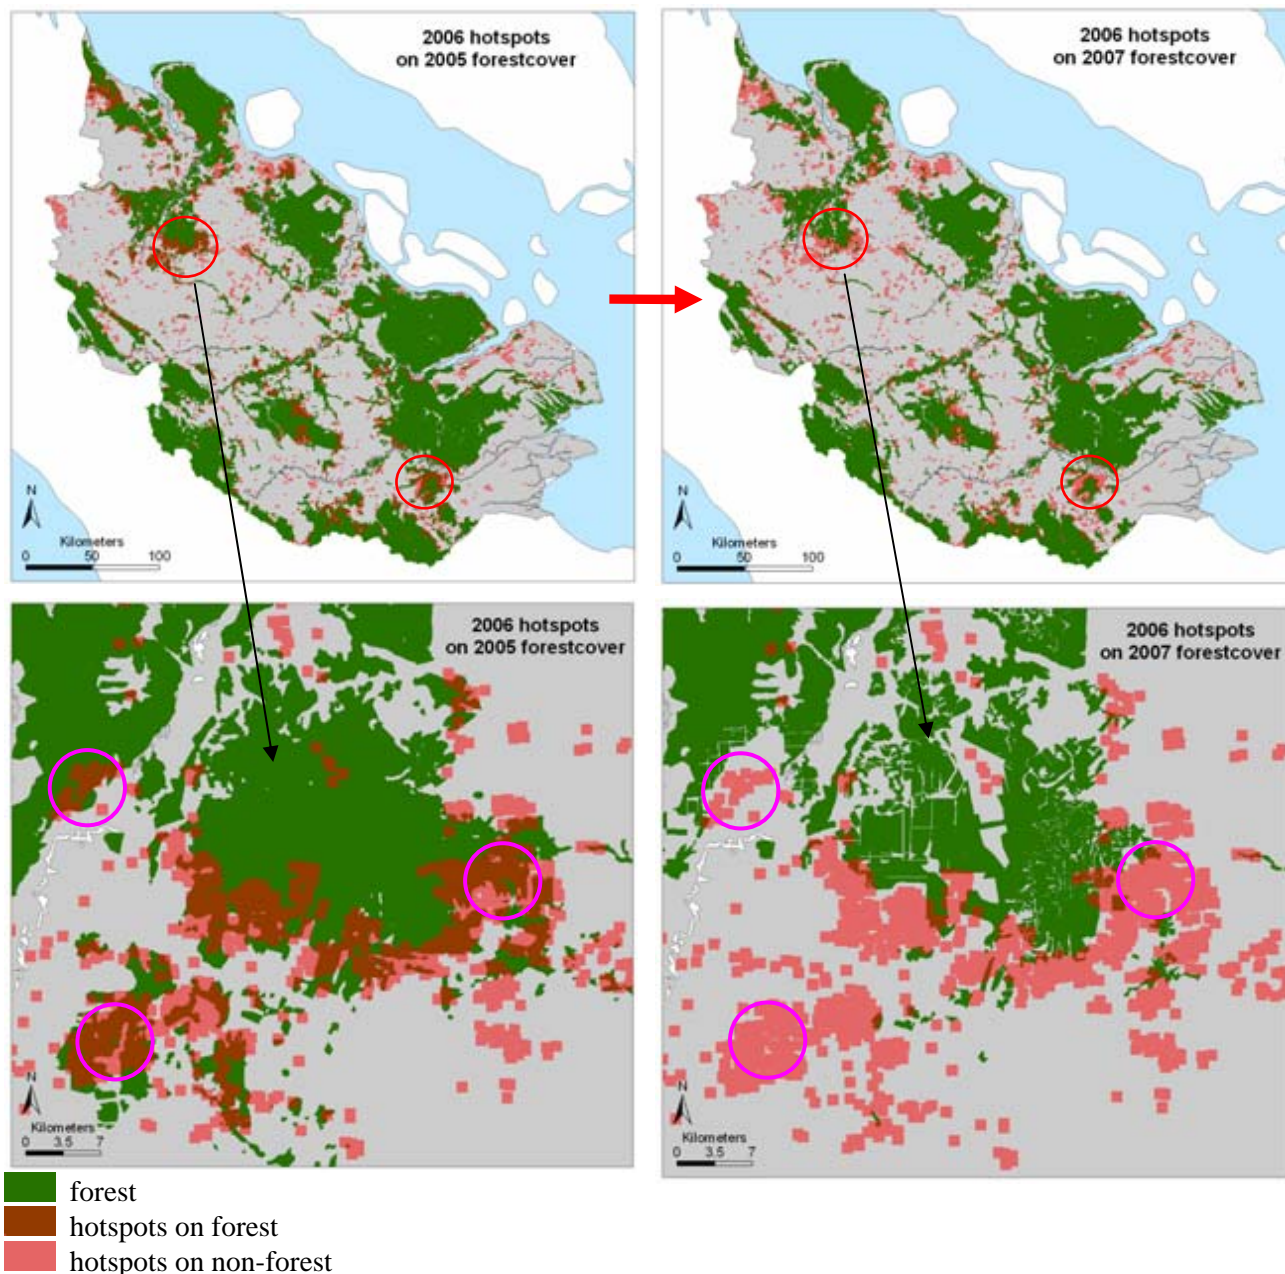 2006 hotspots
on 2005 forestcover
N
Kilometers
0 50 100
2006 hotspots
on 2007 forestcover
N
Kilometers
0 50 100
2006 hotspots
on 2005 forestcover
N
Kilometers
0 3.5 7
2006 hotspots
on 2007 forestcover
N
Kilometers
0 3.5 7
forest
hotspots on forest
hotspots on non-forest